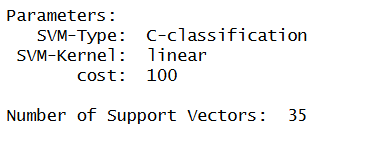 Parameters:
SVM-Type: C-classification
SVM-Kernel: linear
cost: 100
Number of Support Vectors: 35